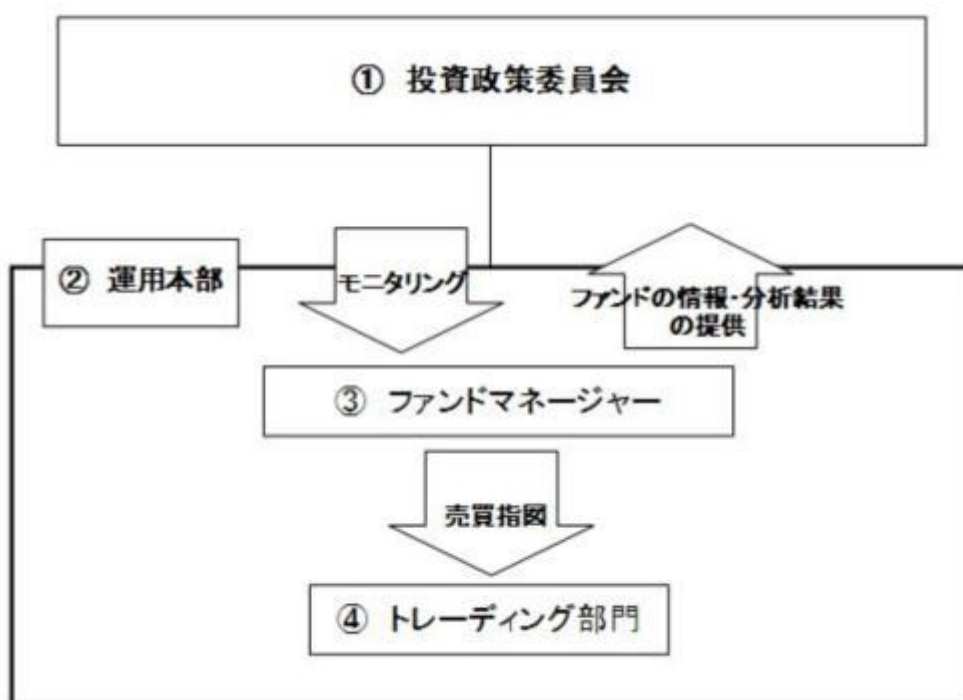 ① 投資政策委員会
② 運用本部
モニタリング
ファンドの情報・分析結果
の提供
③ ファンドマネージャー
売買指図
④ トレーディング部門